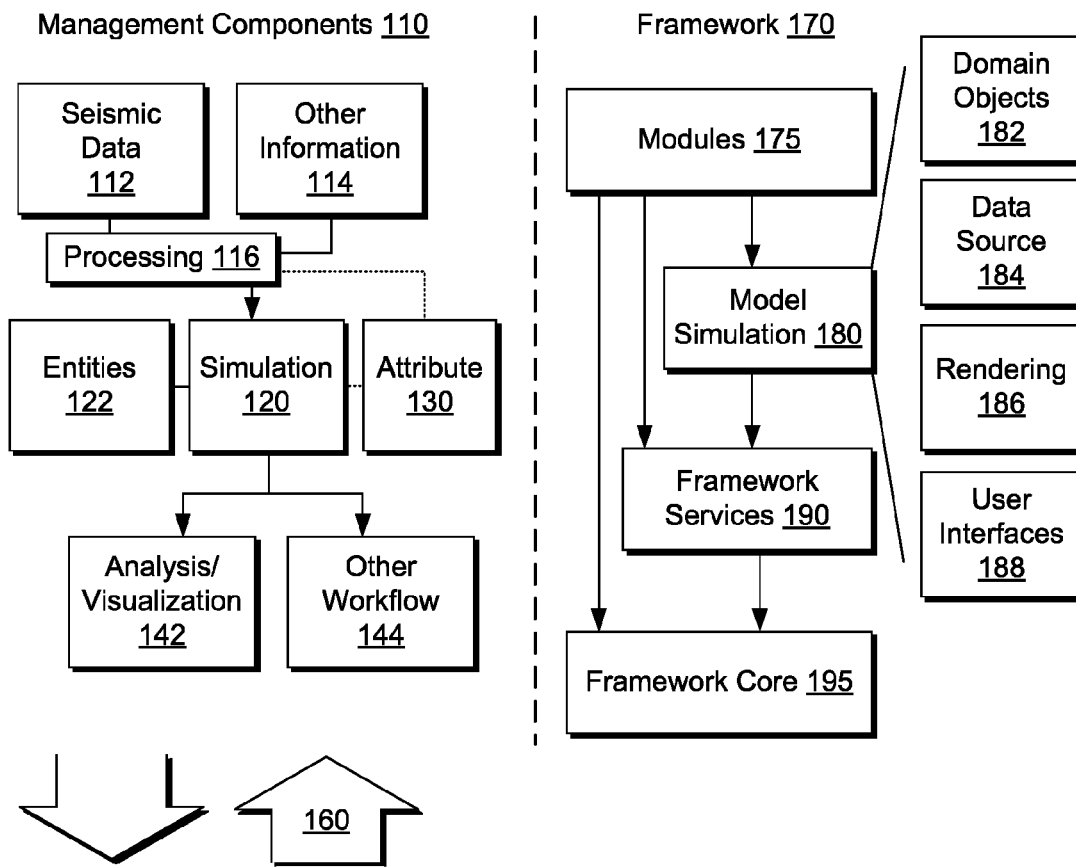 Management Components 110
Seismic
Data
112
Other
Information
114
Processing 116
Entities
122
Simulation
120
Attribute
130
Analysis/
Visualization
142
Other
Workflow
144
160
Framework 170
Modules 175
Model
Simulation 180
Framework
Services 190
Framework Core 195
Domain
Objects
182
Data
Source
184
Rendering
186
User
Interfaces
188